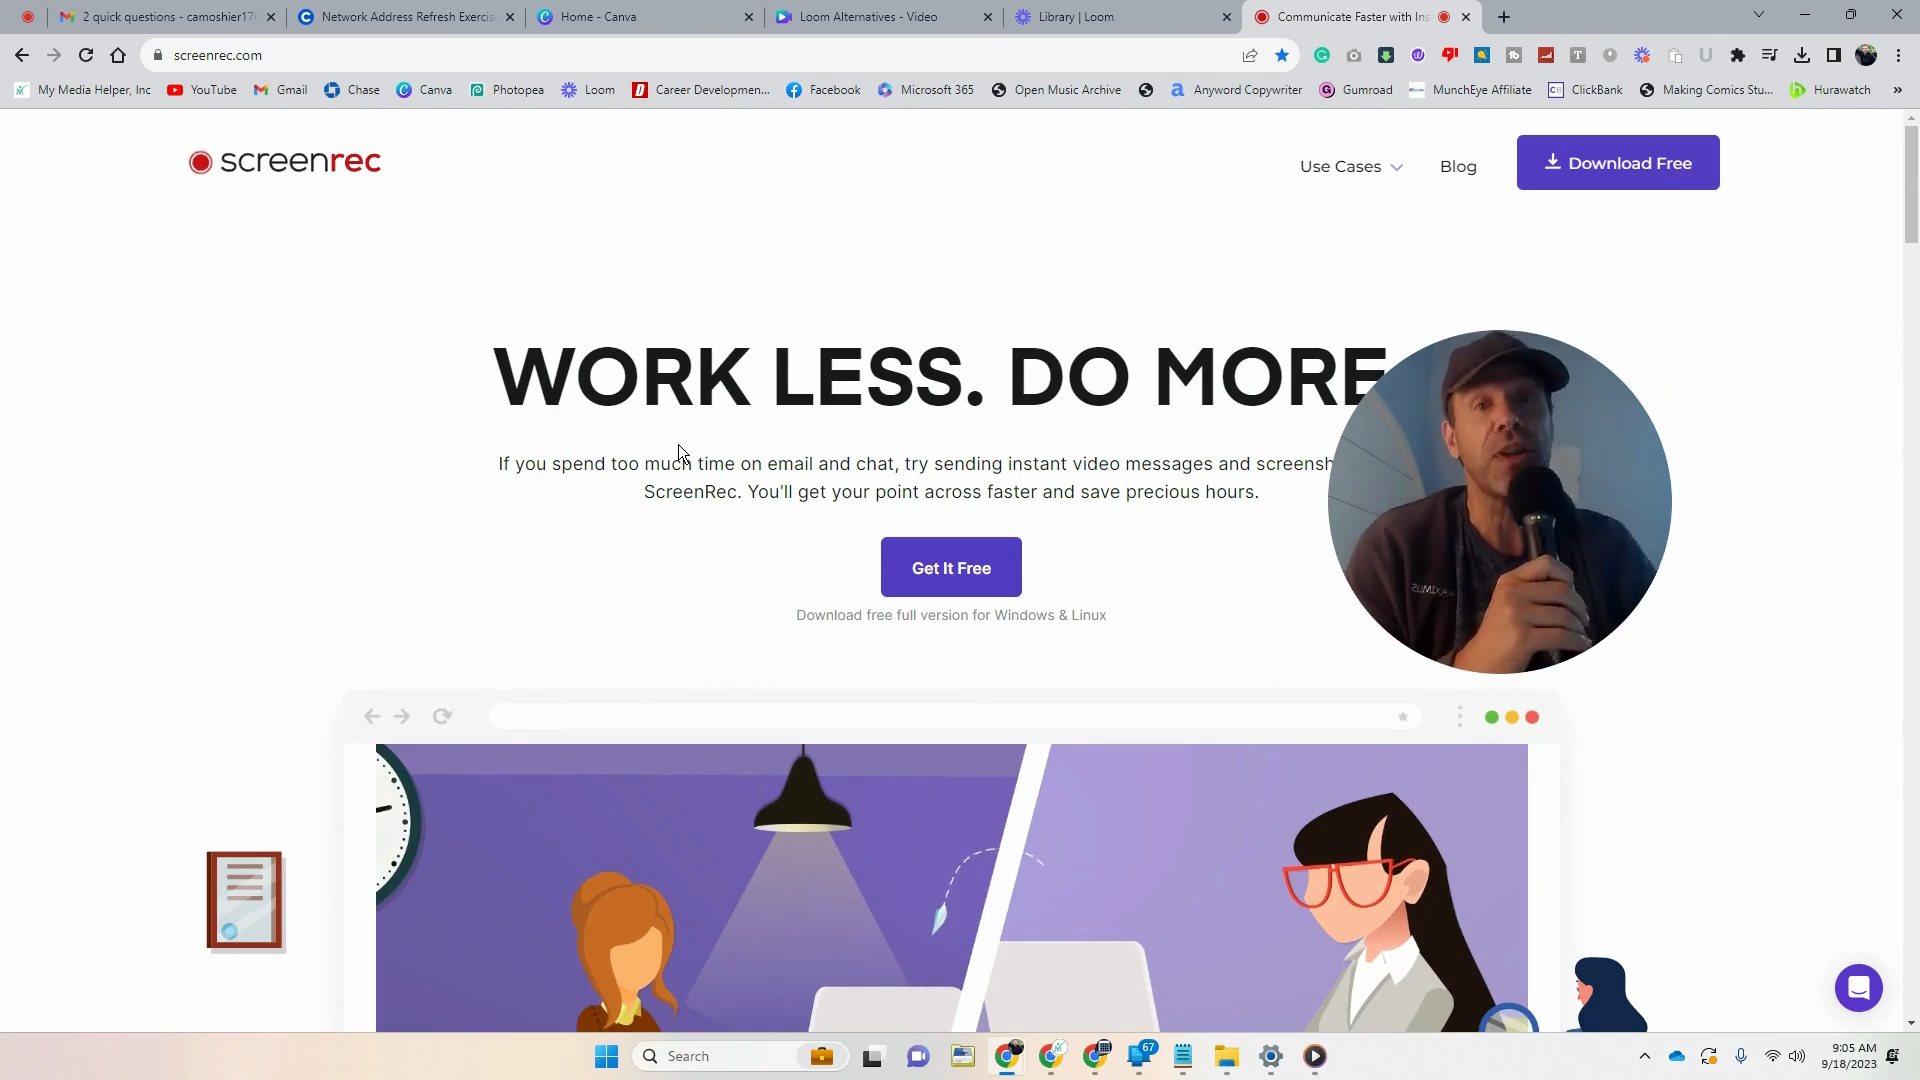 2 quick questions - camoshier170
Network Address Refresh Exercis
Home - Canva
Loom Alternatives - Video
Library | Loom
Communicate Faster with Ins
screenrec.com
My Media Helper, Inc
YouTube
Gmail
Chase
Canva
Photopea
Loom
Career Developmen...
Facebook
Microsoft 365
Open Music Archive
Anyword Copywriter
Gumroad
MunchEye Affiliate
ClickBank
Making Comics Stu...
Hurawatch
»
screenrec
Use Cases
Blog
Download Free
WORK LESS. DO MORE
If you spend too much time on email and chat, try sending instant video messages and screensh
ScreenRec. You'll get your point across faster and save precious hours.
Get It Free
Download free full version for Windows & Linux
MAXIMUS
Search
67
9:05 AM
9/18/2023